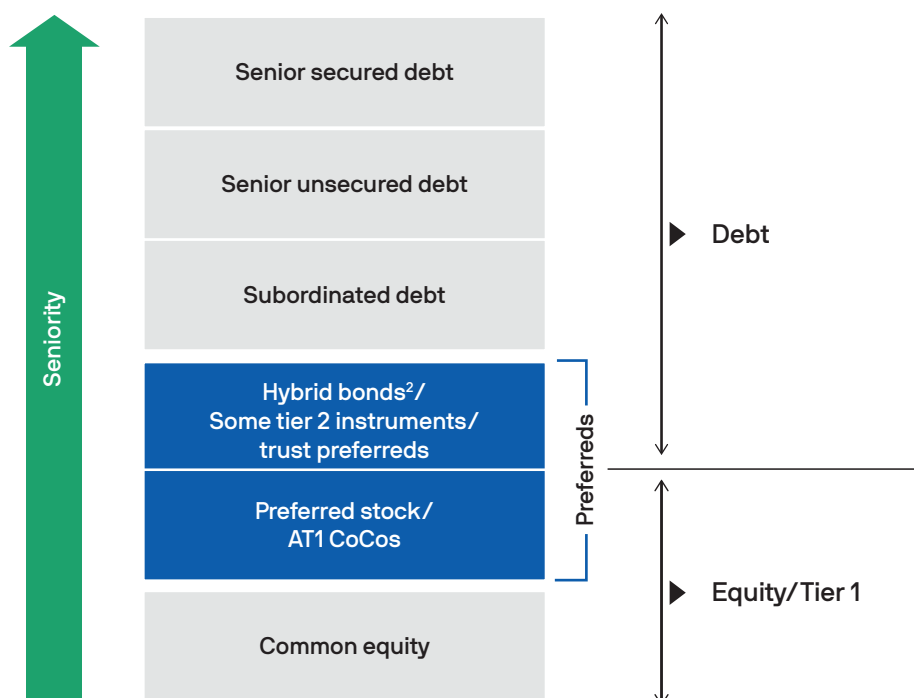 Seniority
Senior secured debt
Senior unsecured debt
Subordinated debt
Hybrid bonds²/
Some tier 2 instruments/
trust preferreds
Preferred stock/
AT1 CoCos
Common equity
Preferreds
Debt
Equity/Tier 1